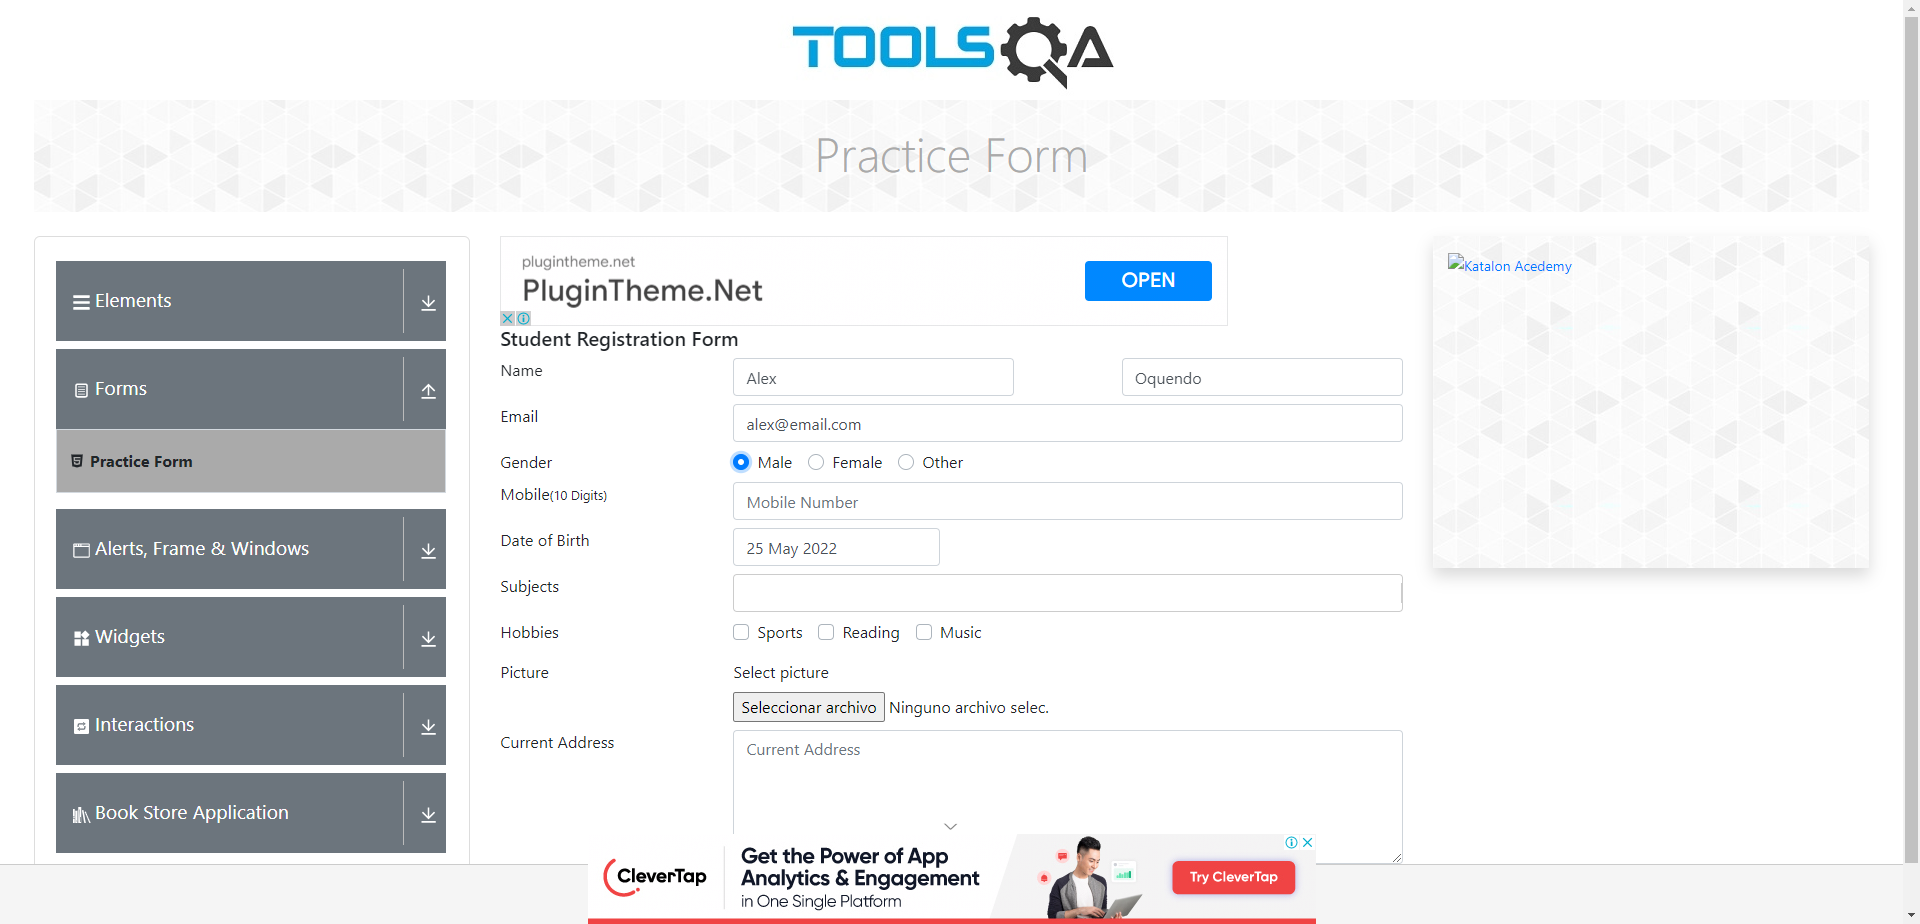 TOOLSQA
Practice Form
Elements
Forms
Practice Form
Alerts, Frame & Windows
Widgets
Interactions
Book Store Application
plugintheme.net
PluginTheme.Net
OPEN
Student Registration Form
Name
Alex
Oquendo
Email
alex@email.com
Gender
Male
Female
Other
Mobile(10 Digits)
Mobile Number
Date of Birth
25 May 2022
Subjects
Hobbies
Sports
Reading
Music
Picture
Select picture
Seleccionar archivo
Ninguno archivo selec.
Current Address
Current Address
Katalon Acedemy
CleverTap
Get the Power of App
Analytics & Engagement
in One Single Platform
Try CleverTap